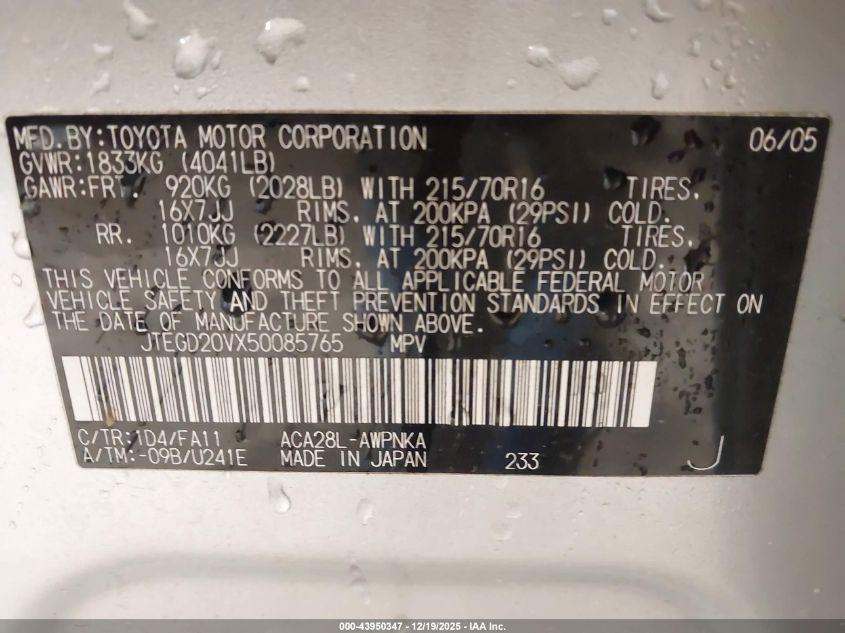 MFD.BY:TOYOTA MOTOR CORPORATION 06/05
GVWR:1833KG (4041LB)
GAWR:FRT. 920KG (2028LB) WITH 215/70R16 TIRES,
16X7JJ RIMS, AT 200KPA (29PSI) COLD.
RR. 1010KG (2227LB) WITH 215/70R16 TIRES,
16X7JJ RIMS, AT 200KPA (29PSI) COLD.
THIS VEHICLE CONFORMS TO ALL APPLICABLE FEDERAL MOTOR
VEHICLE SAFETY AND THEFT PREVENTION STANDARDS IN EFFECT ON
THE DATE OF MANUFACTURE SHOWN ABOVE.
JTEGD20VX50085765 MPV
C/TR:1D4/FA11 ACA28L-AWPNKA
A/TM:-09B/U241E MADE IN JAPAN 233 J
000-43950347 - 12/19/2025 - IAA Inc.